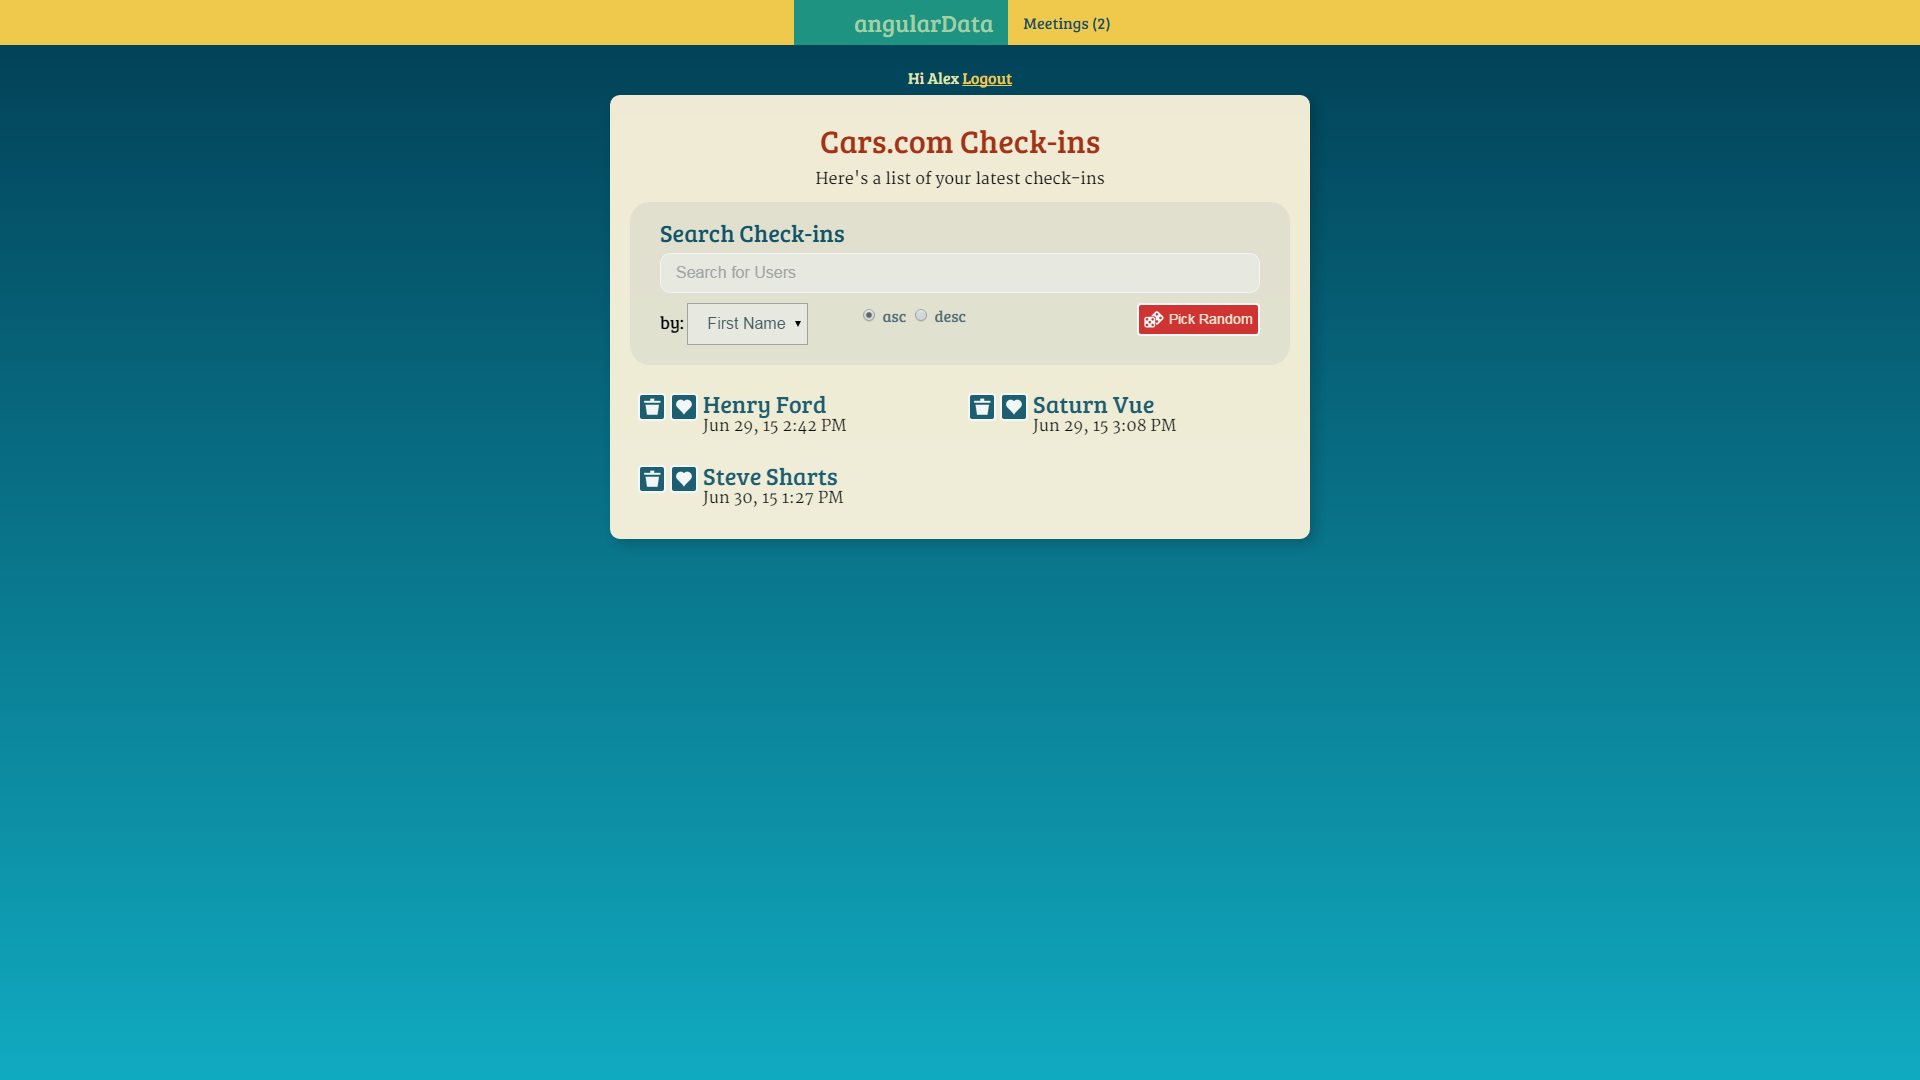 angularData Meetings (2)
Hi Alex Logout
Cars.com Check-ins
Here's a list of your latest check-ins
Search Check-ins
Search for Users
by: First Name asc desc Pick Random
Henry Ford
Jun 29, 15 2:42 PM
Saturn Vue
Jun 29, 15 3:08 PM
Steve Sharts
Jun 30, 15 1:27 PM